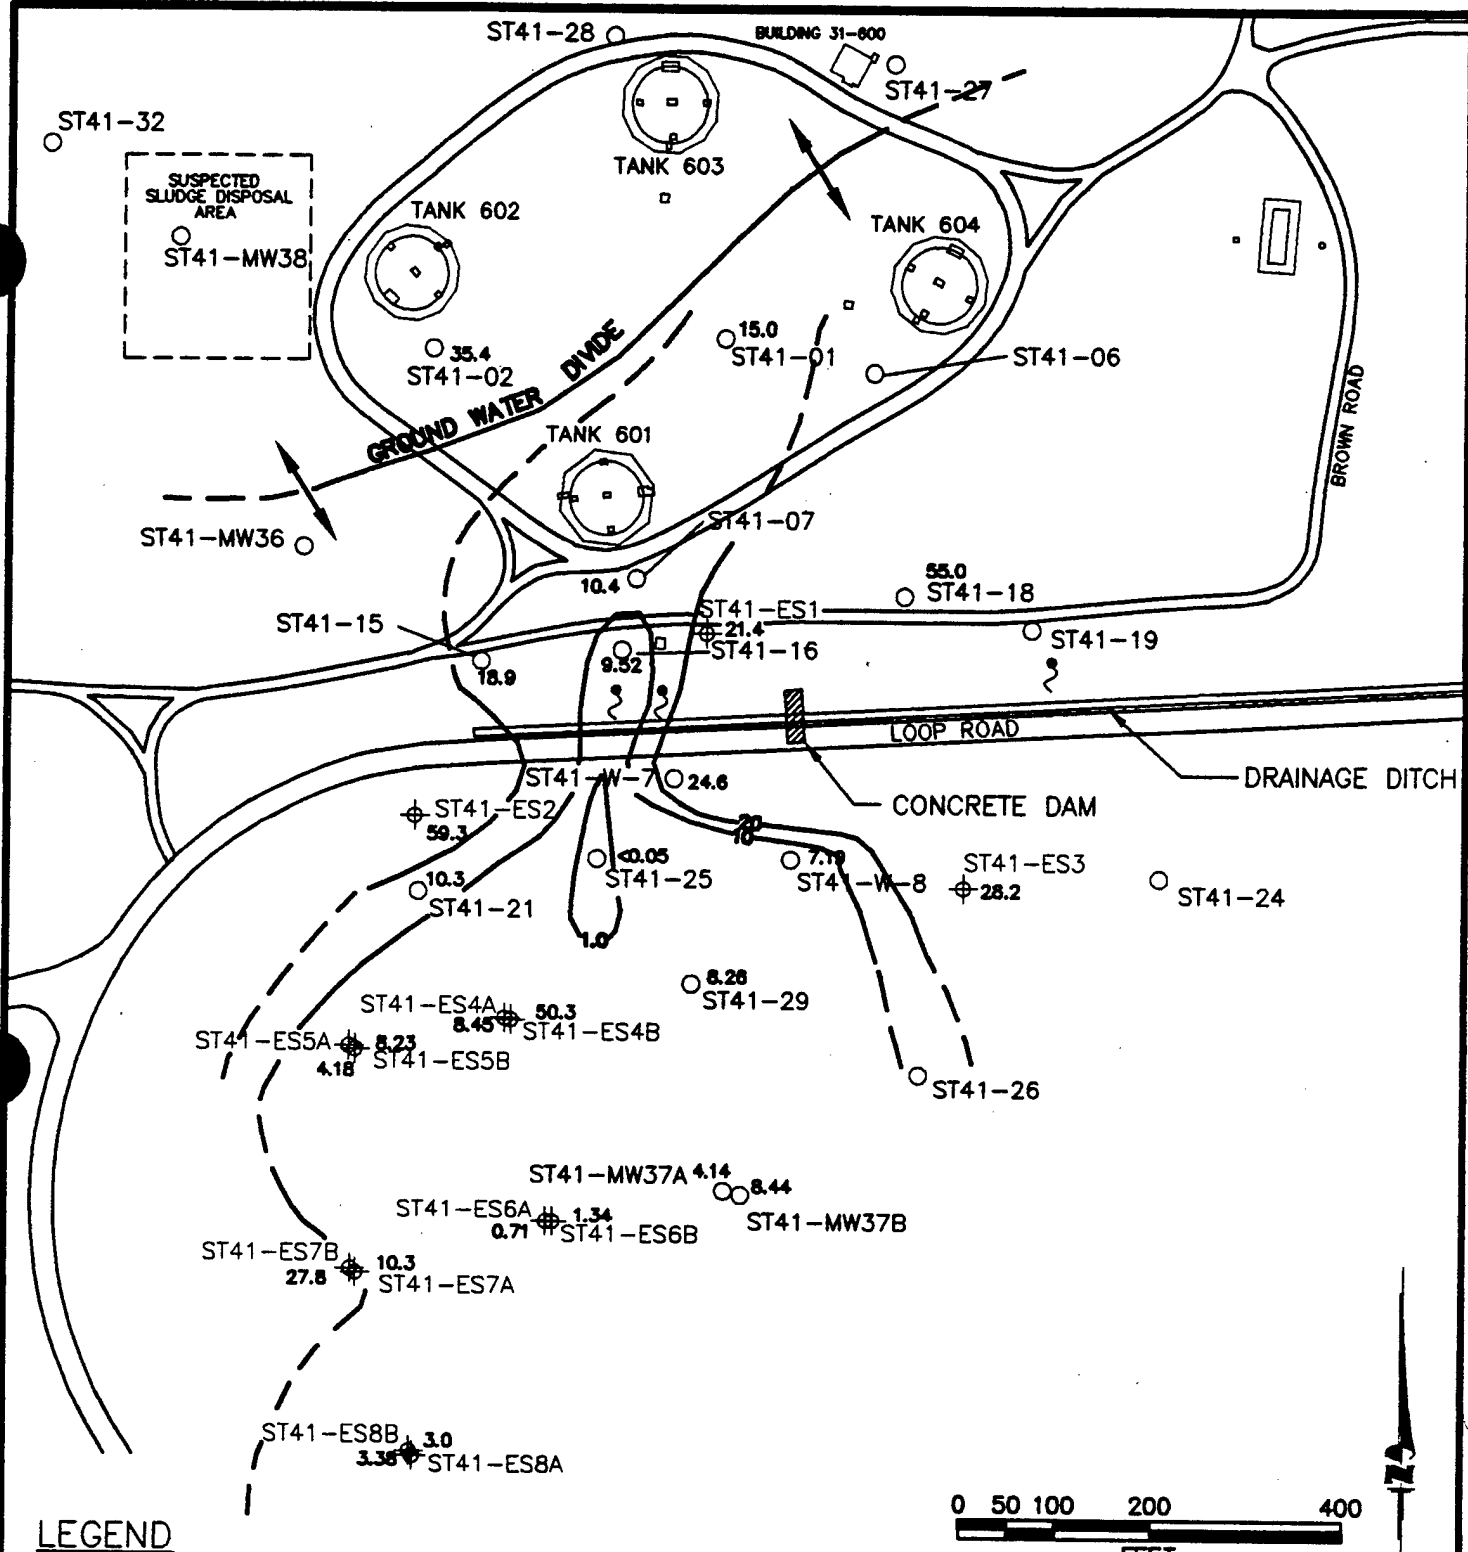 ST41-28
BUILDING 31-600
ST41-27
ST41-32
SUSPECTED
SLUDGE DISPOSAL
AREA
ST41-MW38
TANK 603
TANK 602
TANK 604
15.0
ST41-01
ST41-06
35.4
ST41-02
GROUND WATER DIVIDE
BROWN ROAD
TANK 601
ST41-07
ST41-MW36
10.4
55.0
ST41-18
ST41-ES1
21.4
ST41-15
ST41-16
ST41-19
9.52
18.9
LOOP ROAD
ST41-W-7
24.6
DRAINAGE DITCH
CONCRETE DAM
ST41-ES2
59.3
20
10
<0.05
ST41-25
7.19
ST41-W-8
ST41-ES3
28.2
ST41-24
10.3
ST41-21
1.0
8.26
ST41-29
ST41-ES4A
8.45
50.3
ST41-ES4B
ST41-ES5A
8.23
ST41-ES5B
4.18
ST41-26
ST41-MW37A
4.14
8.44
ST41-MW37B
ST41-ES6A
1.34
0.71
ST41-ES6B
ST41-ES7B
10.3
27.8
ST41-ES7A
ST41-ES8B
3.0
3.38
ST41-ES8A
0 50 100 200 400
FEET
N
LEGEND